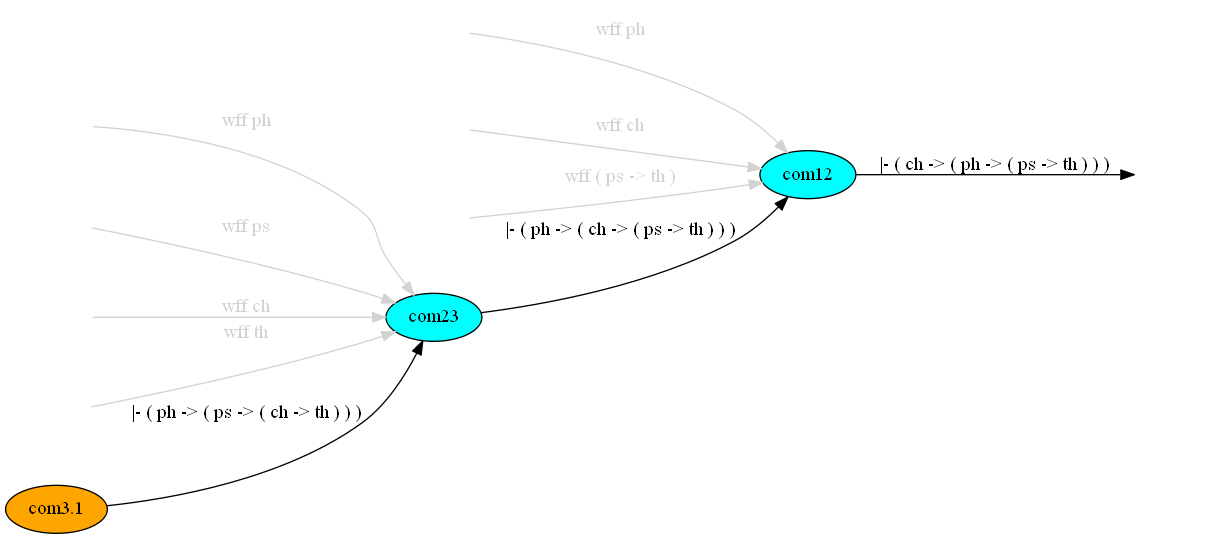 wff ph
wff ph
wff ch
|- ( ch -> ( ph -> ( ps -> th ) ) )
com12
wff ( ps -> th )
wff ps
|- ( ph -> ( ch -> ( ps -> th ) ) )
wff ch
com23
wff th
|- ( ph -> ( ps -> ( ch -> th ) ) )
com3.1